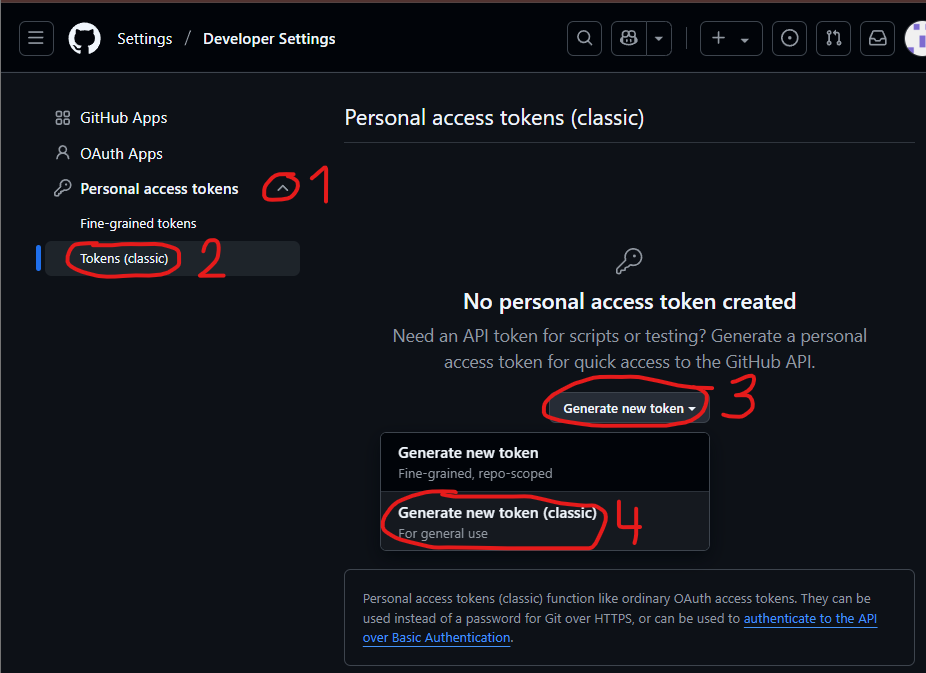 Settings / Developer Settings
GitHub Apps
OAuth Apps
Personal access tokens 1
Fine-grained tokens
Tokens (classic) 2
Personal access tokens (classic)
No personal access token created
Need an API token for scripts or testing? Generate a personal
access token for quick access to the GitHub API.
Generate new token 3
Generate new token
Fine-grained, repo-scoped
Generate new token (classic) 4
For general use
Personal access tokens (classic) function like ordinary OAuth access tokens. They can be
used instead of a password for Git over HTTPS, or can be used to authenticate to the API
over Basic Authentication.